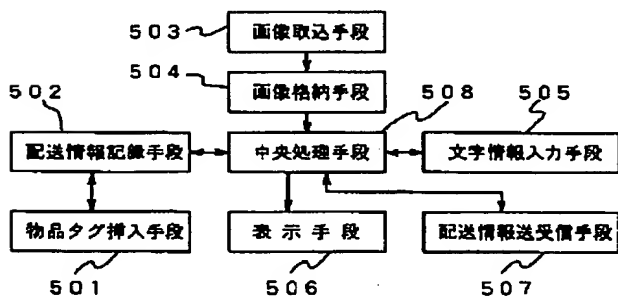 503
画像取込手段
504
画像格納手段
502
508
505
配送情報記録手段
中央処理手段
文字情報入力手段
物品タグ挿入手段
表示手段
配送情報送受信手段
501
506
507